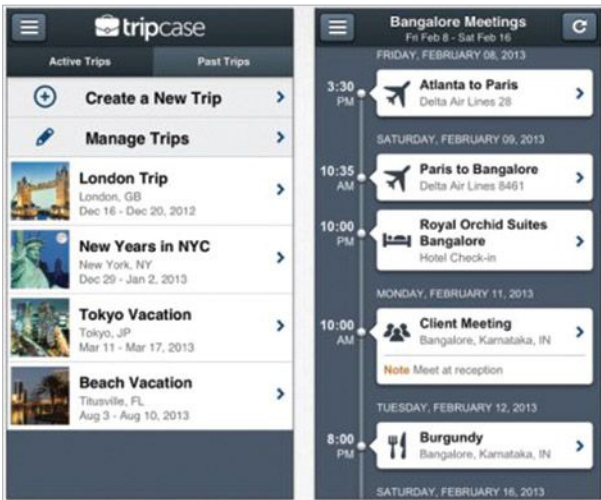 tripcase
Active Trips
Past Trips
Create a New Trip
Manage Trips
London Trip
London, GB
Dec 16 - Dec 20, 2012
New Years in NYC
New York, NY
Dec 29 - Jan 2, 2013
Tokyo Vacation
Tokyo, JP
Mar 11 - Mar 17, 2013
Beach Vacation
Titusville, FL
Aug 3 - Aug 10, 2013
Bangalore Meetings
Fri Feb 8 - Sat Feb 16
FRIDAY, FEBRUARY 08, 2013
3:30
PM
Atlanta to Paris
Delta Air Lines 28
SATURDAY, FEBRUARY 09, 2013
10:35
AM
Paris to Bangalore
Delta Air Lines 8461
10:00
PM
Royal Orchid Suites
Bangalore
Hotel Check-in
MONDAY, FEBRUARY 11, 2013
10:00
AM
Client Meeting
Bangalore, Karnataka, IN
Note Meet at reception
TUESDAY, FEBRUARY 12, 2013
8:00
PM
Burgundy
Bangalore, Karnataka, IN
SATURDAY, FEBRUARY 16, 2013